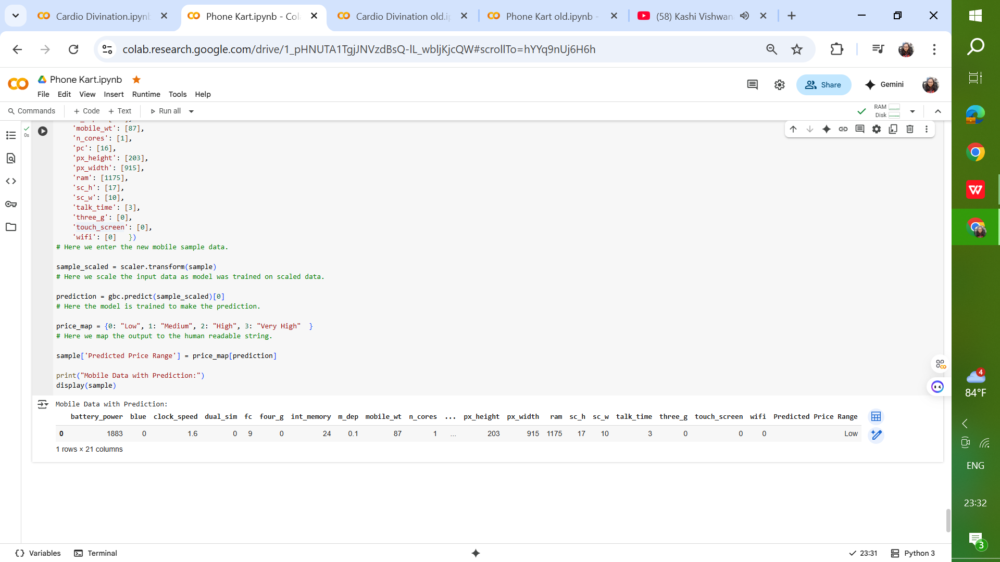 Cardio Divination.ipynb
Phone Kart.ipynb - Col
Cardio Divination old.ip
Phone Kart old.ipynb -
(58) Kashi Vishwan
colab.research.google.com/drive/1_pHNUTA1TgjJNVzdBsQ-lL_wbljKjcQW#scrollTo=hYYq9nUj6H6h
Phone Kart.ipynb
File Edit View Insert Runtime Tools Help
Share
Gemini
Commands + Code + Text Run all
RAM
Disk
0s
'mobile_wt': [87],
'n_cores': [1],
'pc': [16],
'px_height': [203],
'px_width': [915],
'ram': [1175],
'sc_h': [17],
'sc_w': [10],
'talk_time': [3],
'three_g': [0],
'touch_screen': [0],
'wifi': [0]   })
# Here we enter the new mobile sample data.
sample_scaled = scaler.transform(sample)
# Here we scale the input data as model was trained on scaled data.
prediction = gbc.predict(sample_scaled)[0]
# Here the model is trained to make the prediction.
price_map = {0: "Low", 1: "Medium", 2: "High", 3: "Very High"  }
# Here we map the output to the human readable string.
sample['Predicted Price Range'] = price_map[prediction]
print("Mobile Data with Prediction:")
display(sample)
Mobile Data with Prediction:
battery_power blue clock_speed dual_sim fc four_g int_memory m_dep mobile_wt n_cores ... px_height px_width ram sc_h sc_w talk_time three_g touch_screen wifi Predicted Price Range
0 1883 0 1.6 0 9 0 24 0.1 87 1 ... 203 915 1175 17 10 3 0 0 0 Low
1 rows × 21 columns
Variables Terminal
23:31 Python 3
4
84°F
ENG
23:32
3